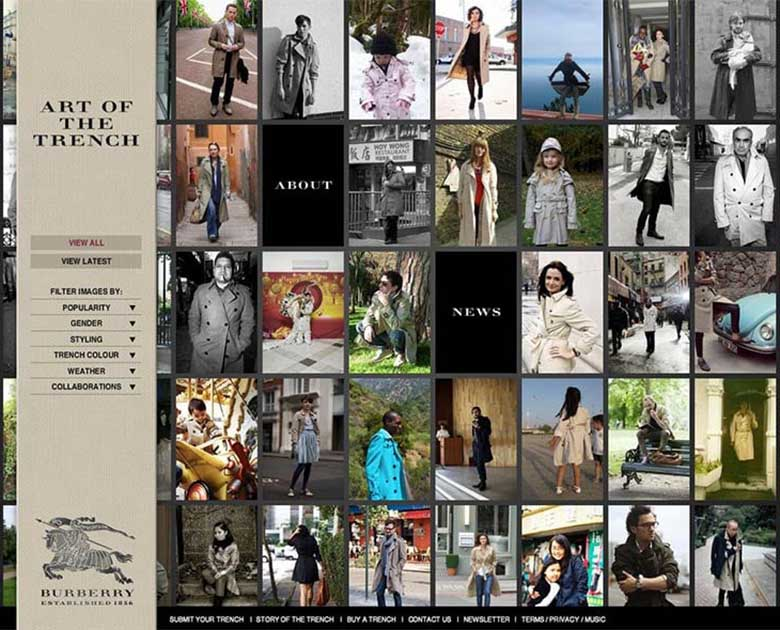 ART OF
THE
TRENCH
VIEW ALL
VIEW LATEST
FILTER IMAGES BY:
POPULARITY
GENDER
STYLING
TRENCH COLOUR
WEATHER
COLLABORATIONS
BURBERRY
ESTABLISHED 1856
ABOUT
HOY WONG
RESTAURANT
NEWS
SUBMIT YOUR TRENCH I STORY OF THE TRENCH I BUY A TRENCH I CONTACT US I NEWSLETTER I TERMS / PRIVACY / MUSIC